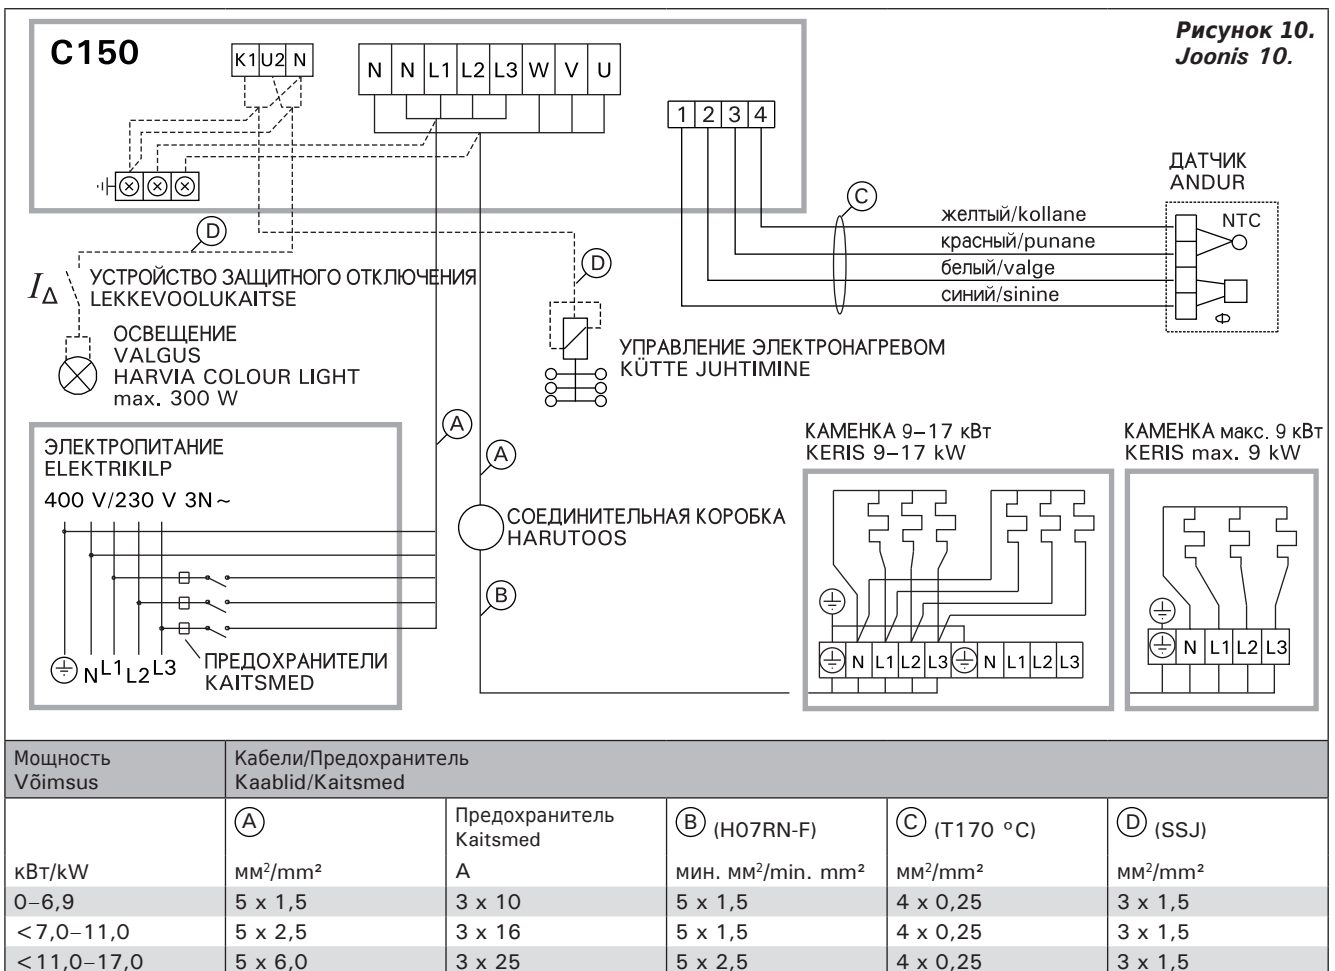 C150
Рисунок 10.
Joonis 10.
K1 U2 N
N N L1 L2 L3 W V U
1 2 3 4
ДАТЧИК
ANDUR
C
желтый/kollane
NTC
красный/punane
белый/valge
синий/sinine
D
I Δ
УСТРОЙСТВО ЗАЩИТНОГО ОТКЛЮЧЕНИЯ
LEKKEVOOLUKAITSE
D
ОСВЕЩЕНИЕ
VALGUS
HARVIA COLOUR LIGHT
max. 300 W
УПРАВЛЕНИЕ ЭЛЕКТРОНАГРЕВОМ
KÜTTE JUHTIMINE
A
A
ЭЛЕКТРОПИТАНИЕ
ELEKTRIKILP
400 V/230 V 3N~
СОЕДИНИТЕЛЬНАЯ КОРОБКА
HARUTOOS
B
N L1 L2 L3
ПРЕДОХРАНИТЕЛИ
KAITSMED
КАМЕНКА 9–17 кВт
KERIS 9–17 kW
N L1 L2 L3 N L1 L2 L3
КАМЕНКА макс. 9 кВт
KERIS max. 9 kW
N L1 L2 L3
Мощность
Võimsus
Кабели/Предохранитель
Kaablid/Kaitsmed
A
Предохранитель
Kaitsmed
B (H07RN-F)
C (T170 °C)
D (SSJ)
кВт/kW мм²/mm² A мин. мм²/min. mm² мм²/mm² мм²/mm²
0–6,9 5 x 1,5 3 x 10 5 x 1,5 4 x 0,25 3 x 1,5
<7,0–11,0 5 x 2,5 3 x 16 5 x 1,5 4 x 0,25 3 x 1,5
<11,0–17,0 5 x 6,0 3 x 25 5 x 2,5 4 x 0,25 3 x 1,5